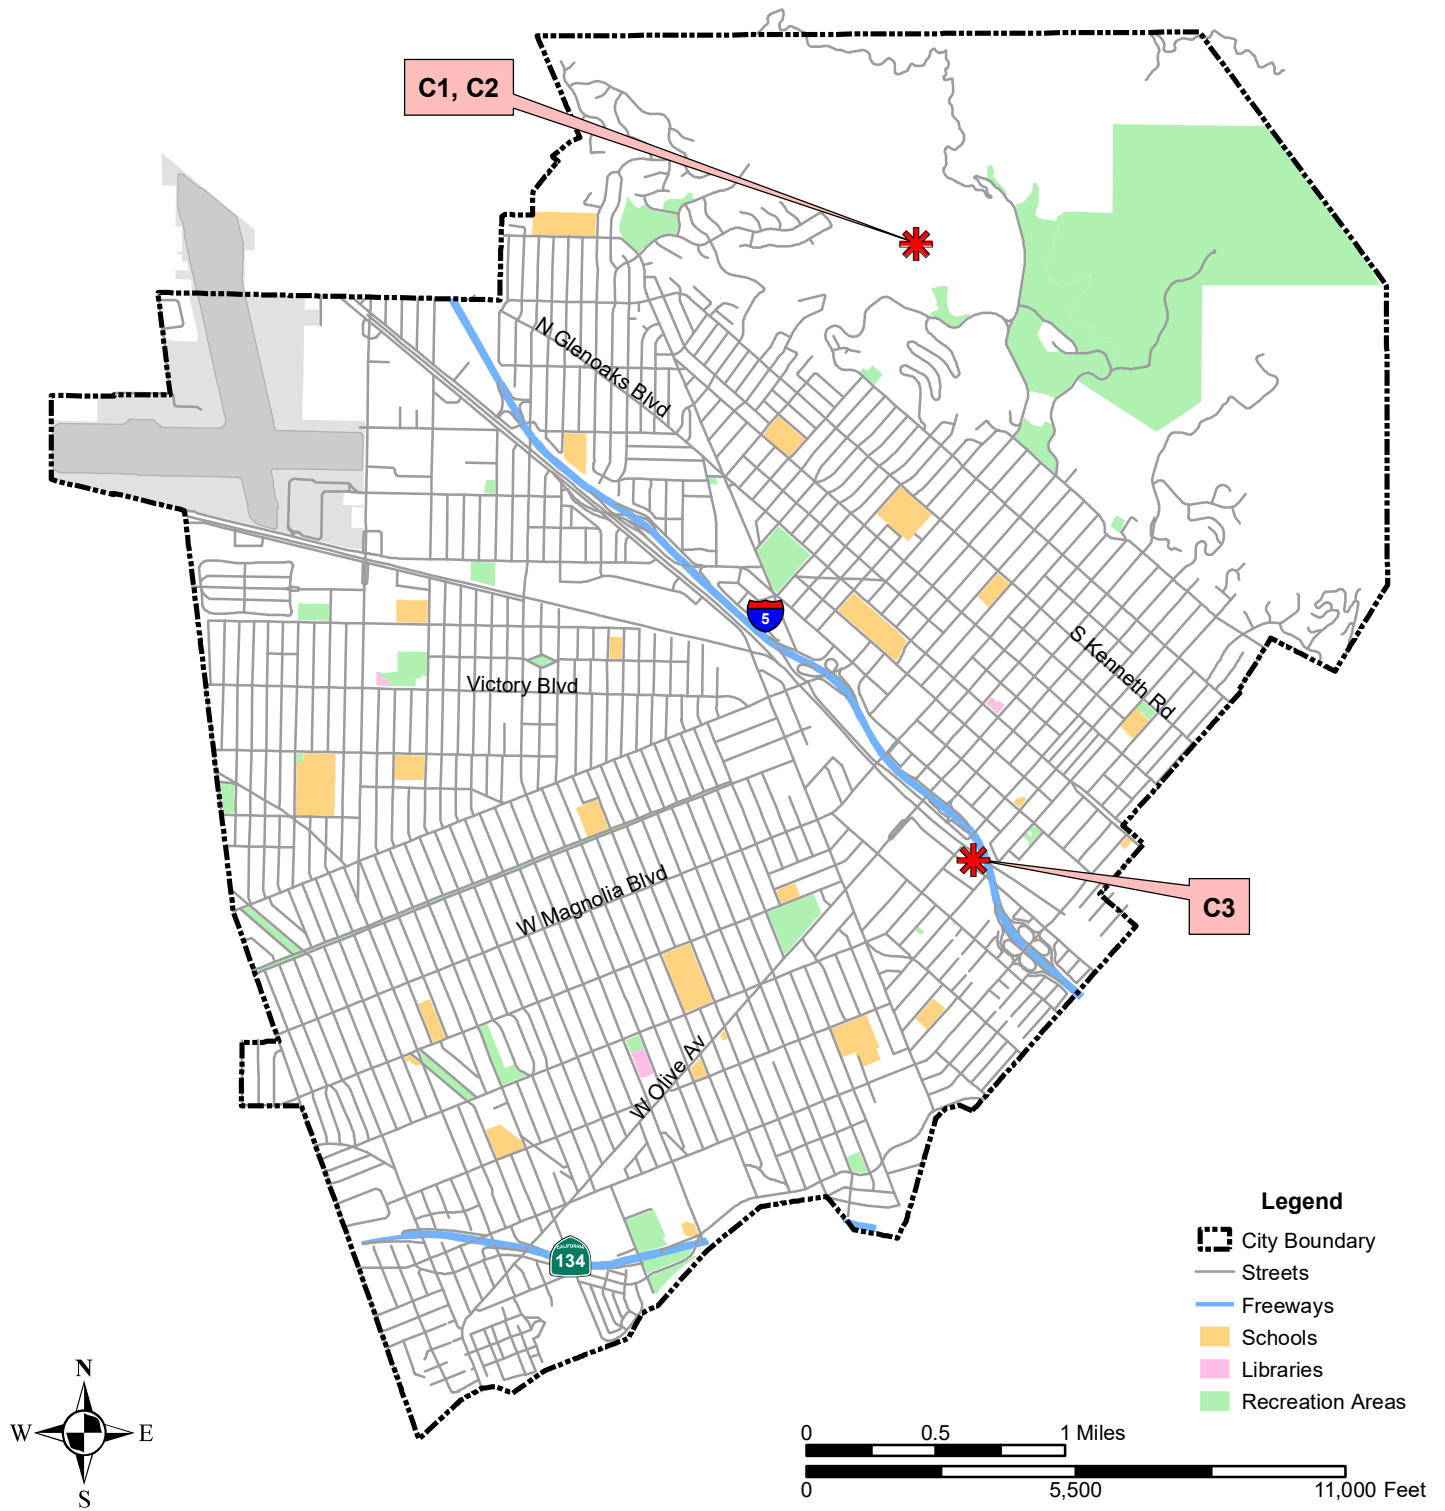 C1, C2
N Glenoaks Blvd
5
S Kenneth Rd
Victory Blvd
W Magnolia Blvd
C3
W Olive Av
CALIFORNIA
134
Legend
City Boundary
Streets
Freeways
Schools
Libraries
Recreation Areas
N
W E
S
0 0.5 1 Miles
0 5,500 11,000 Feet